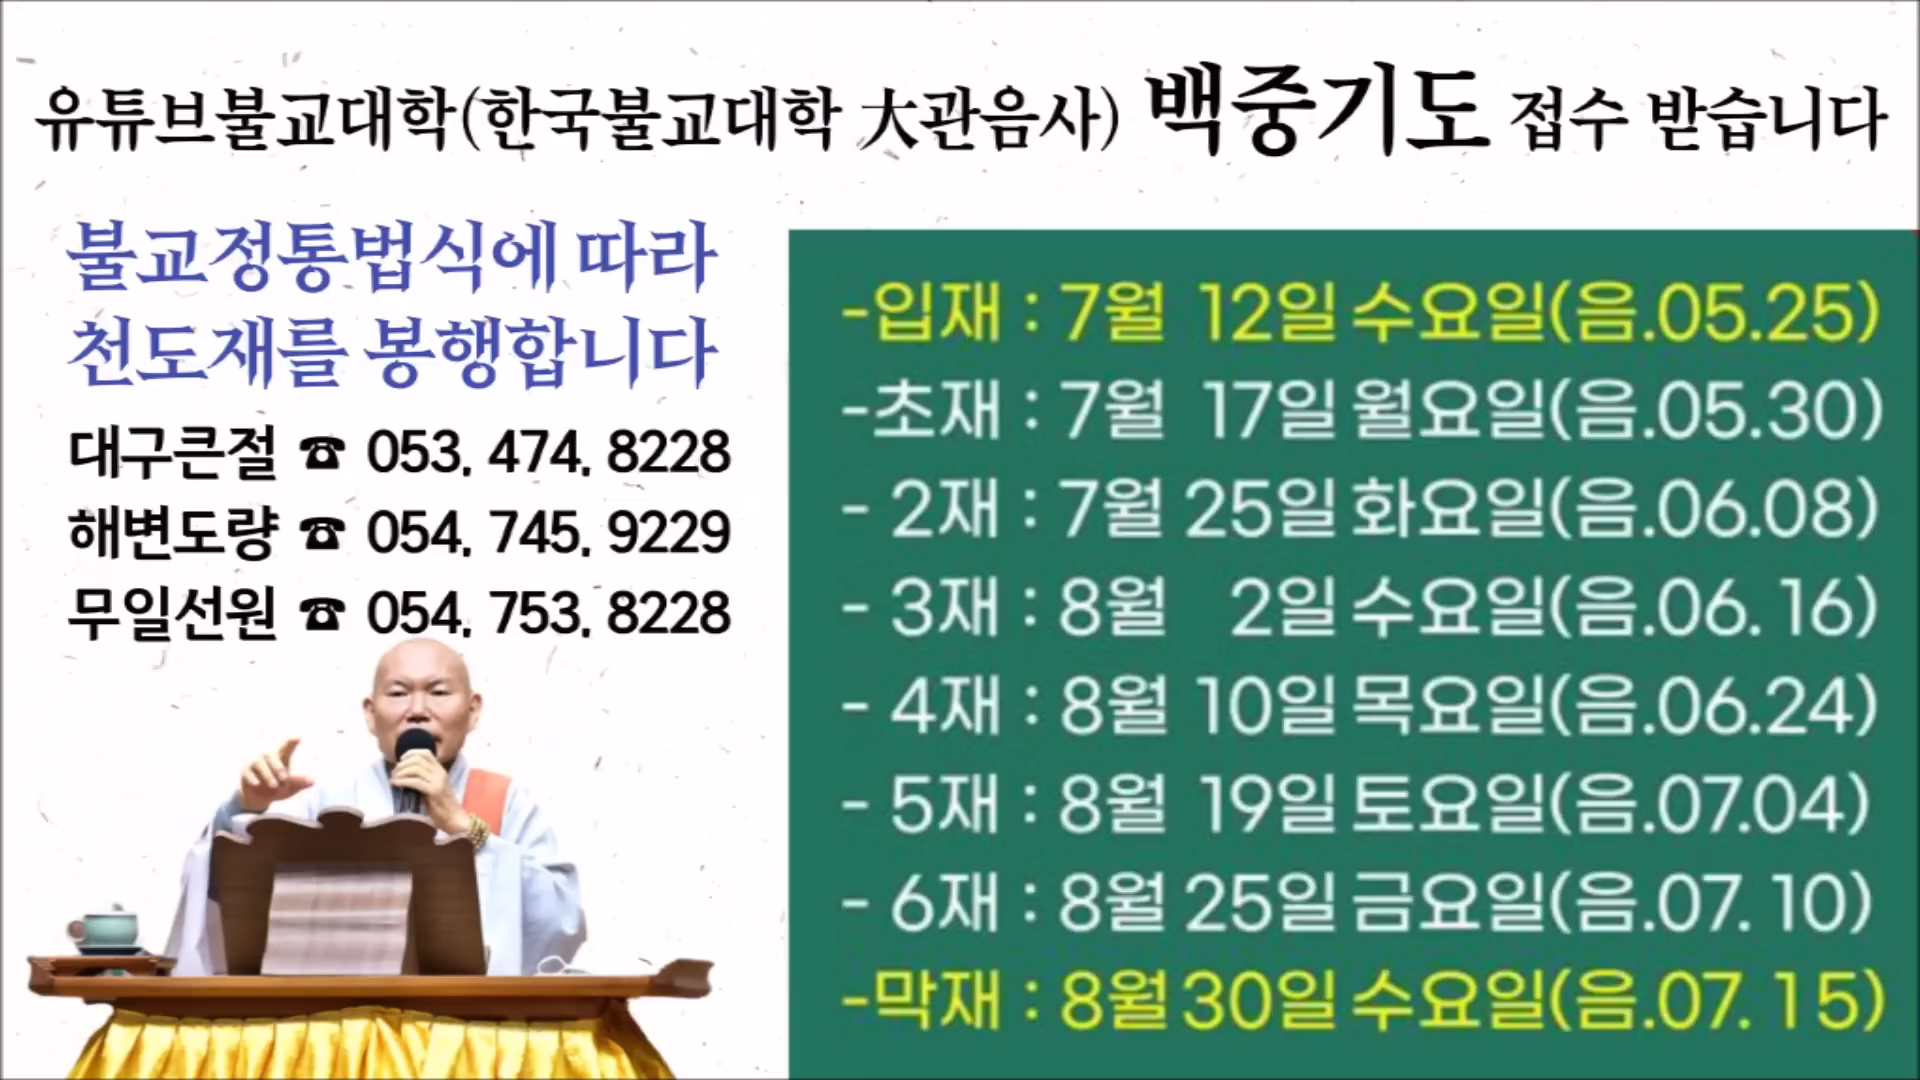 유튜브불교대학(한국불교대학 大관음사) 백중기도 접수 받습니다
불교정통법식에 따라
천도재를 봉행합니다
대구큰절 ☎ 053. 474. 8228
해변도량 ☎ 054. 745. 9229
무일선원 ☎ 054. 753. 8228
-입재 : 7월 12일 수요일(음.05.25)
-초재 : 7월 17일 월요일(음.05.30)
- 2재 : 7월 25일 화요일(음.06.08)
- 3재 : 8월 2일 수요일(음.06. 16)
- 4재 : 8월 10일 목요일(음.06.24)
- 5재 : 8월 19일 토요일(음.07.04)
- 6재 : 8월 25일 금요일(음.07. 10)
-막재 : 8월 30일 수요일(음.07. 15)